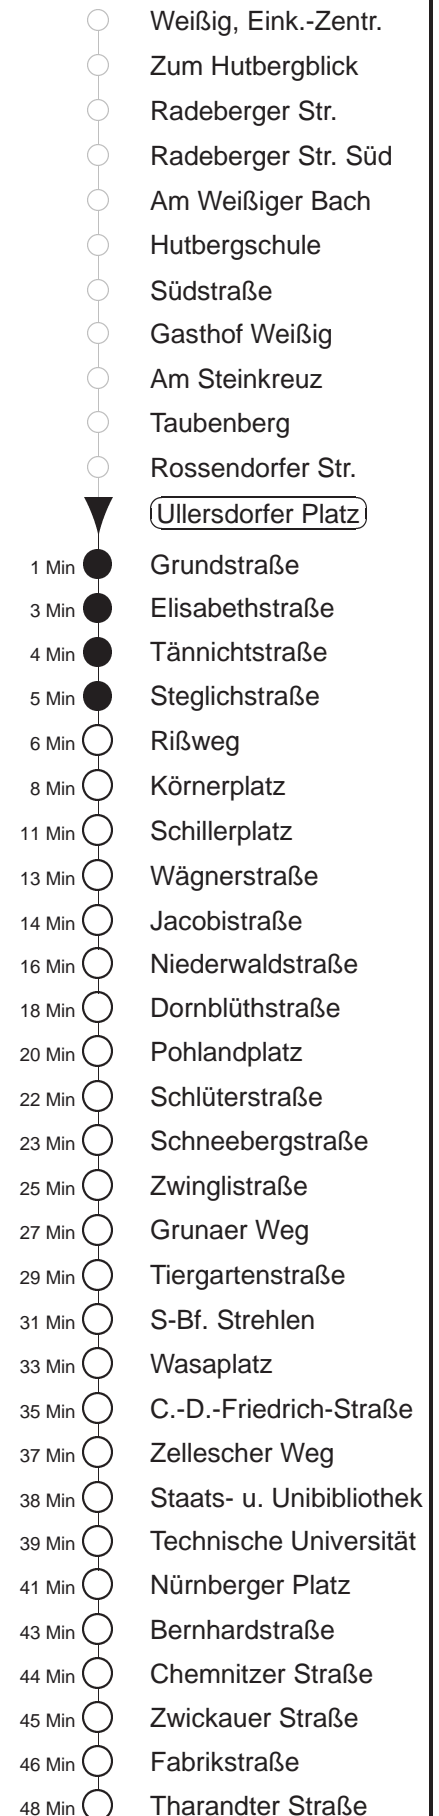 Weißig, Eink.-Zentr.
Zum Hutbergblick
Radeberger Str.
Radeberger Str. Süd
Am Weißiger Bach
Hutbergschule
Südstraße
Gasthof Weißig
Am Steinkreuz
Taubenberg
Rossendorfer Str.
Ullersdorfer Platz
1 Min Grundstraße
3 Min Elisabethstraße
4 Min Tännichtstraße
5 Min Steglichstraße
6 Min Rißweg
8 Min Körnerplatz
11 Min Schillerplatz
13 Min Wägnerstraße
14 Min Jacobistraße
16 Min Niederwaldstraße
18 Min Dornblüthstraße
20 Min Pohlandplatz
22 Min Schlüterstraße
23 Min Schneebergstraße
25 Min Zwinglistraße
27 Min Grunaer Weg
29 Min Tiergartenstraße
31 Min S-Bf. Strehlen
33 Min Wasaplatz
35 Min C.-D.-Friedrich-Straße
37 Min Zellescher Weg
38 Min Staats- u. Unibibliothek
39 Min Technische Universität
41 Min Nürnberger Platz
43 Min Bernhardstraße
44 Min Chemnitzer Straße
45 Min Zwickauer Straße
46 Min Fabrikstraße
48 Min Tharandter Straße